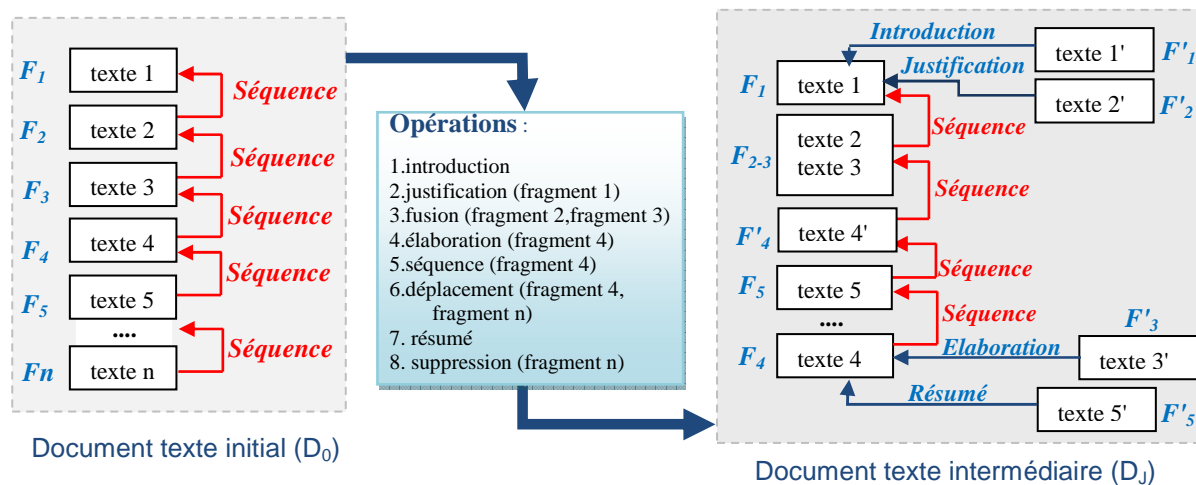 F1
texte 1
Séquence
F2
texte 2
Séquence
F3
texte 3
Séquence
F4
texte 4
Séquence
F5
texte 5
....
Séquence
Fn
texte n
Document texte initial (D0)
Opérations :
1.introduction
2.justification (fragment 1)
3.fusion (fragment 2,fragment 3)
4.élaboration (fragment 4)
5.séquence (fragment 4)
6.déplacement (fragment 4,
fragment n)
7. résumé
8. suppression (fragment n)
Introduction
texte 1'
F'1
Justification
F1
texte 1
texte 2'
F'2
Séquence
F2-3
texte 2
texte 3
Séquence
F'4
texte 4'
Séquence
F5
texte 5
....
Séquence
F'3
F4
texte 4
Elaboration
texte 3'
Résumé
texte 5'
F'5
Document texte intermédiaire (DJ)